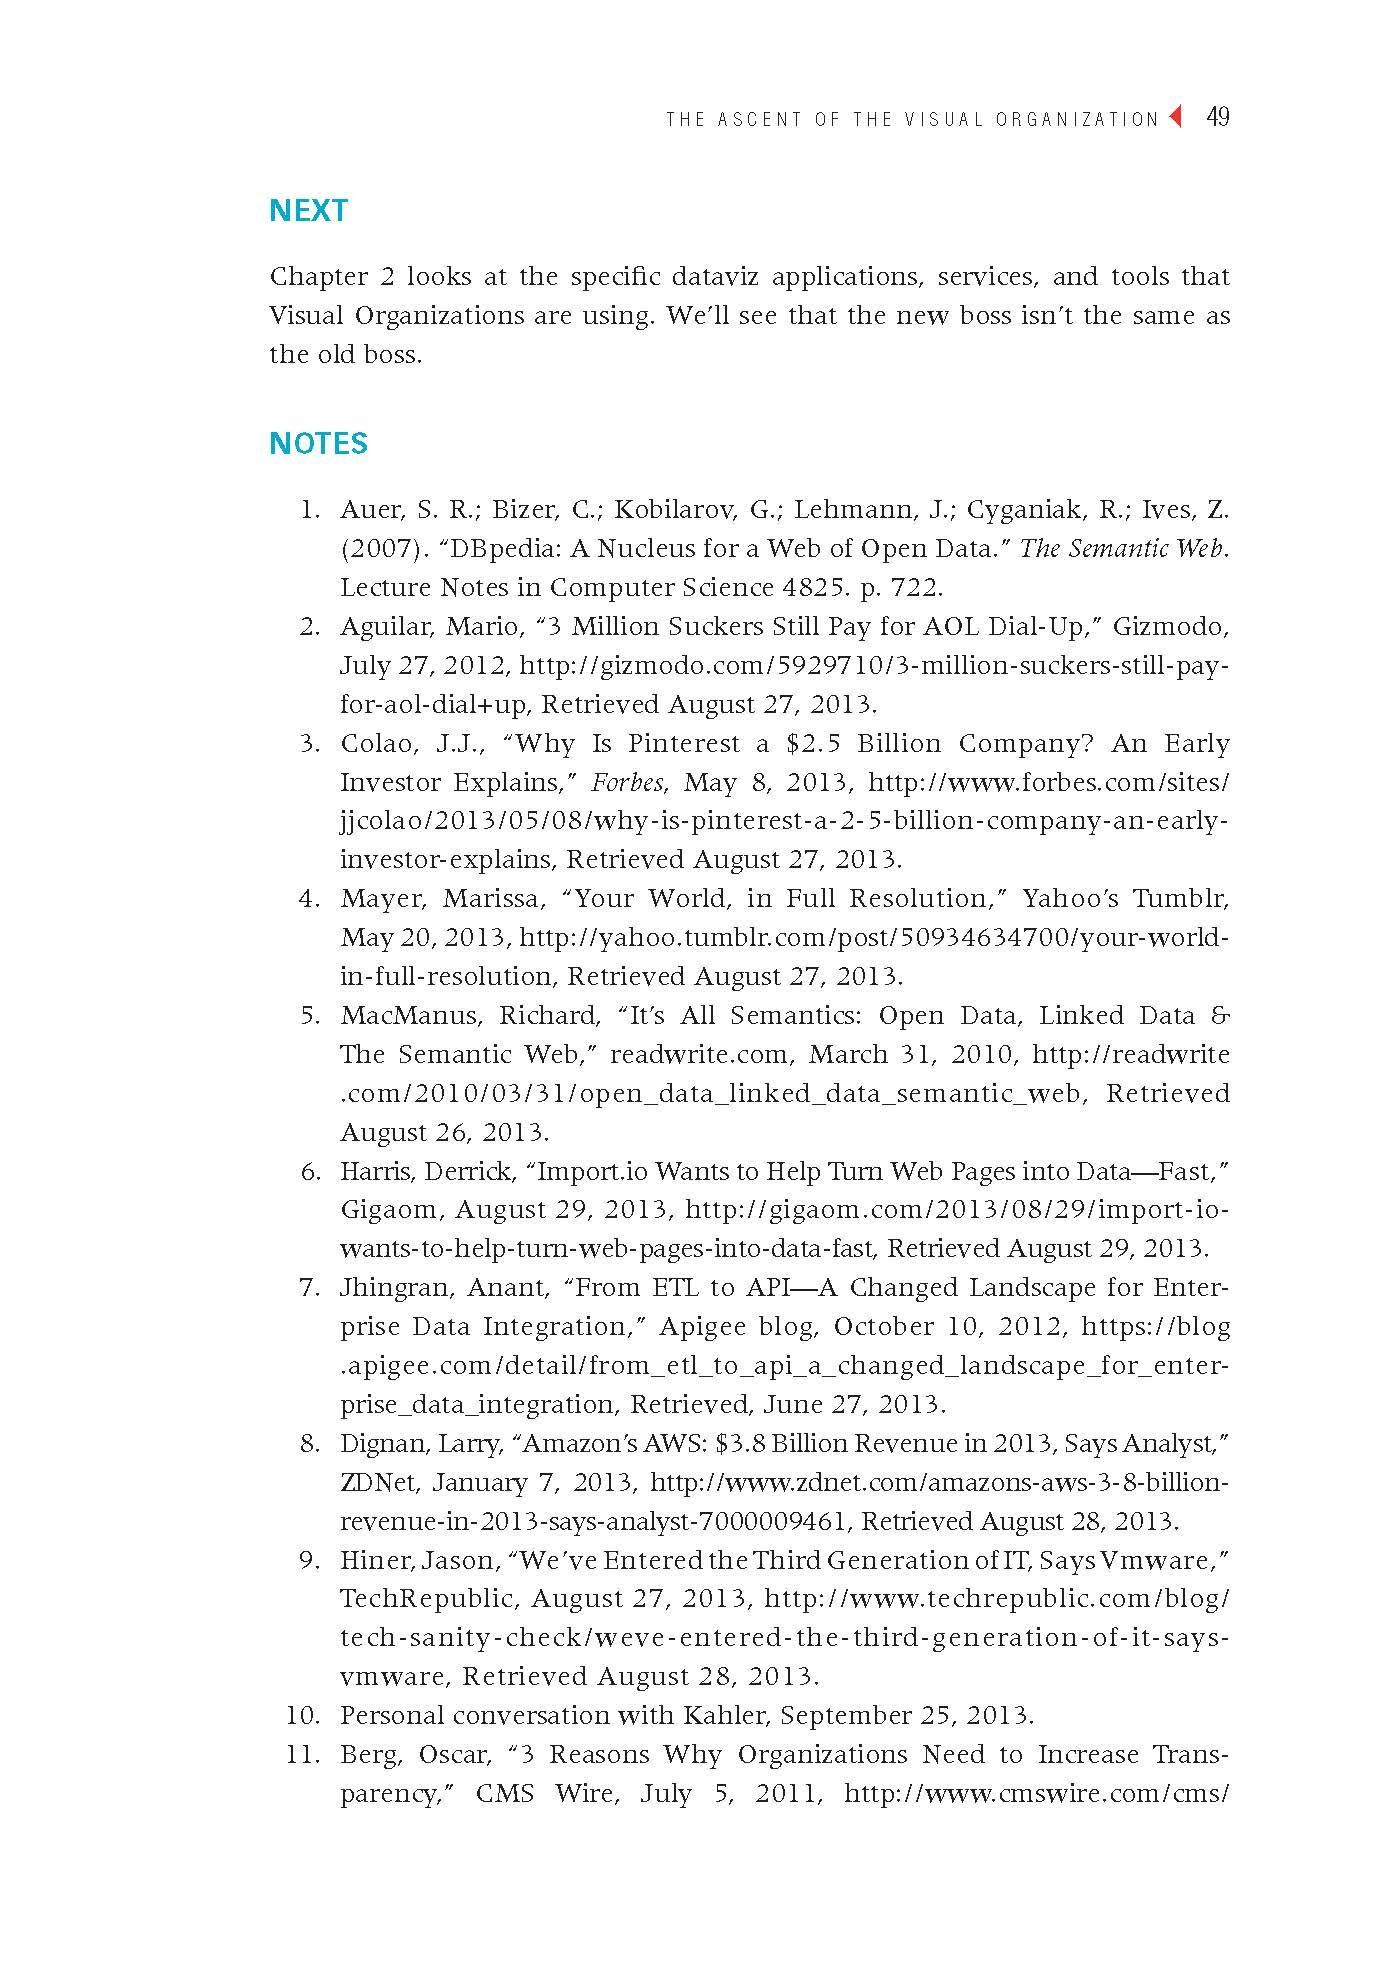 THE ASCENT OF THE VISUAL ORGANIZATION 49
NEXT
Chapter 2 looks at the specific dataviz applications, services, and tools that
Visual Organizations are using. We’ll see that the new boss isn’t the same as
the old boss.
NOTES
1. Auer, S. R.; Bizer, C.; Kobilarov, G.; Lehmann, J.; Cyganiak, R.; Ives, Z.
(2007). “DBpedia: A Nucleus for a Web of Open Data.” The Semantic Web.
Lecture Notes in Computer Science 4825. p. 722.
2. Aguilar, Mario, “3 Million Suckers Still Pay for AOL Dial-Up,” Gizmodo,
July 27, 2012, http://gizmodo.com/5929710/3-million-suckers-still-pay-
for-aol-dial+up, Retrieved August 27, 2013.
3. Colao, J.J., “Why Is Pinterest a $2.5 Billion Company? An Early
Investor Explains,” Forbes, May 8, 2013, http://www.forbes.com/sites/
jjcolao/2013/05/08/why-is-pinterest-a-2-5-billion-company-an-early-
investor-explains, Retrieved August 27, 2013.
4. Mayer, Marissa, “Your World, in Full Resolution,” Yahoo’s Tumblr,
May 20, 2013, http://yahoo.tumblr.com/post/50934634700/your-world-
in-full-resolution, Retrieved August 27, 2013.
5. MacManus, Richard, “It’s All Semantics: Open Data, Linked Data &
The Semantic Web,” readwrite.com, March 31, 2010, http://readwrite
.com/2010/03/31/open_data_linked_data_semantic_web, Retrieved
August 26, 2013.
6. Harris, Derrick, “Import.io Wants to Help Turn Web Pages into Data—Fast,”
Gigaom, August 29, 2013, http://gigaom.com/2013/08/29/import-io-
wants-to-help-turn-web-pages-into-data-fast, Retrieved August 29, 2013.
7. Jhingran, Anant, “From ETL to API—A Changed Landscape for Enter-
prise Data Integration,” Apigee blog, October 10, 2012, https://blog
.apigee.com/detail/from_etl_to_api_a_changed_landscape_for_enter-
prise_data_integration, Retrieved, June 27, 2013.
8. Dignan, Larry, “Amazon’s AWS: $3.8 Billion Revenue in 2013, Says Analyst,”
ZDNet, January 7, 2013, http://www.zdnet.com/amazons-aws-3-8-billion-
revenue-in-2013-says-analyst-7000009461, Retrieved August 28, 2013.
9. Hiner, Jason, “We’ve Entered the Third Generation of IT, Says Vmware,”
TechRepublic, August 27, 2013, http://www.techrepublic.com/blog/
tech-sanity-check/weve-entered-the-third-generation-of-it-says-
vmware, Retrieved August 28, 2013.
10. Personal conversation with Kahler, September 25, 2013.
11. Berg, Oscar, “3 Reasons Why Organizations Need to Increase Trans-
parency,” CMS Wire, July 5, 2011, http://www.cmswire.com/cms/